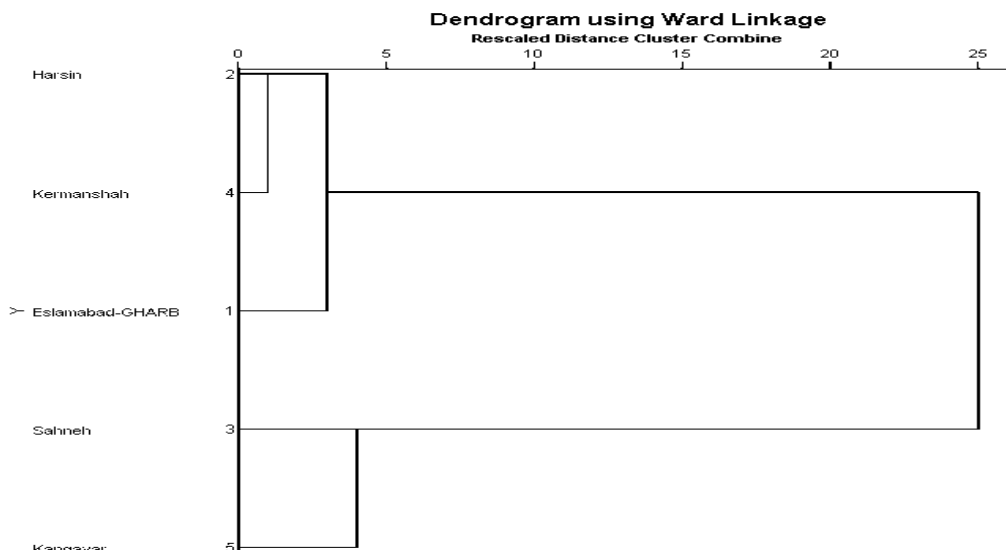 Dendrogram using Ward Linkage
Rescaled Distance Cluster Combine
0 5 10 15 20 25
Harsin 2
Kermanshah 4
Y
Eslamabad-GHARB 1
Sahneh 3
Kangavar 5